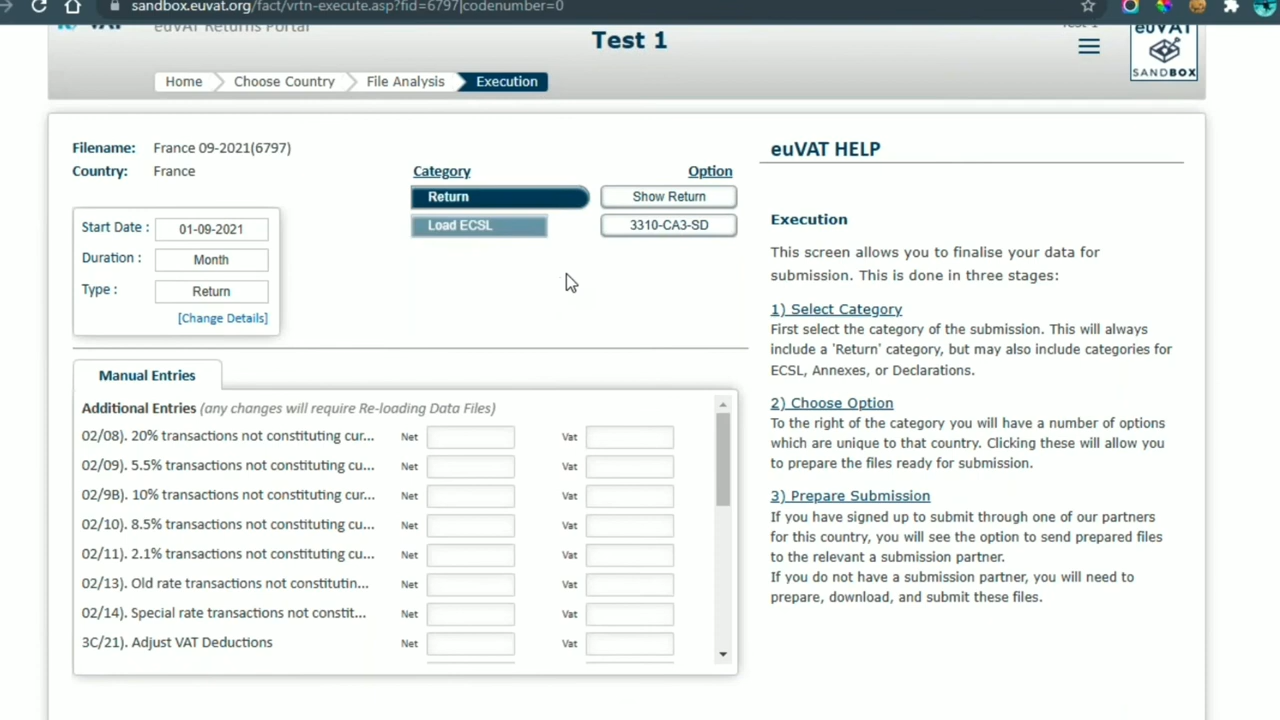 sandbox.euvat.org/fact/vrtn-execute.asp?fid=6797|codenumber=0
euVAT Returns Portal
Test 1
euVAT
SANDBOX
Home
Choose Country
File Analysis
Execution
Filename: France 09-2021(6797)
Country: France
Category
Option
Return
Show Return
Load ECSL
3310-CA3-SD
Start Date : 01-09-2021
Duration : Month
Type : Return
[Change Details]
Manual Entries
Additional Entries (any changes will require Re-loading Data Files)
02/08). 20% transactions not constituting cur... Net Vat
02/09). 5.5% transactions not constituting cu... Net Vat
02/9B). 10% transactions not constituting cur... Net Vat
02/10). 8.5% transactions not constituting cu... Net Vat
02/11). 2.1% transactions not constituting cu... Net Vat
02/13). Old rate transactions not constitutin... Net Vat
02/14). Special rate transactions not constit... Net Vat
3C/21). Adjust VAT Deductions Net Vat
euVAT HELP
Execution
This screen allows you to finalise your data for
submission. This is done in three stages:
1) Select Category
First select the category of the submission. This will always
include a 'Return' category, but may also include categories for
ECSL, Annexes, or Declarations.
2) Choose Option
To the right of the category you will have a number of options
which are unique to that country. Clicking these will allow you
to prepare the files ready for submission.
3) Prepare Submission
If you have signed up to submit through one of our partners
for this country, you will see the option to send prepared files
to the relevant a submission partner.
If you do not have a submission partner, you will need to
prepare, download, and submit these files.